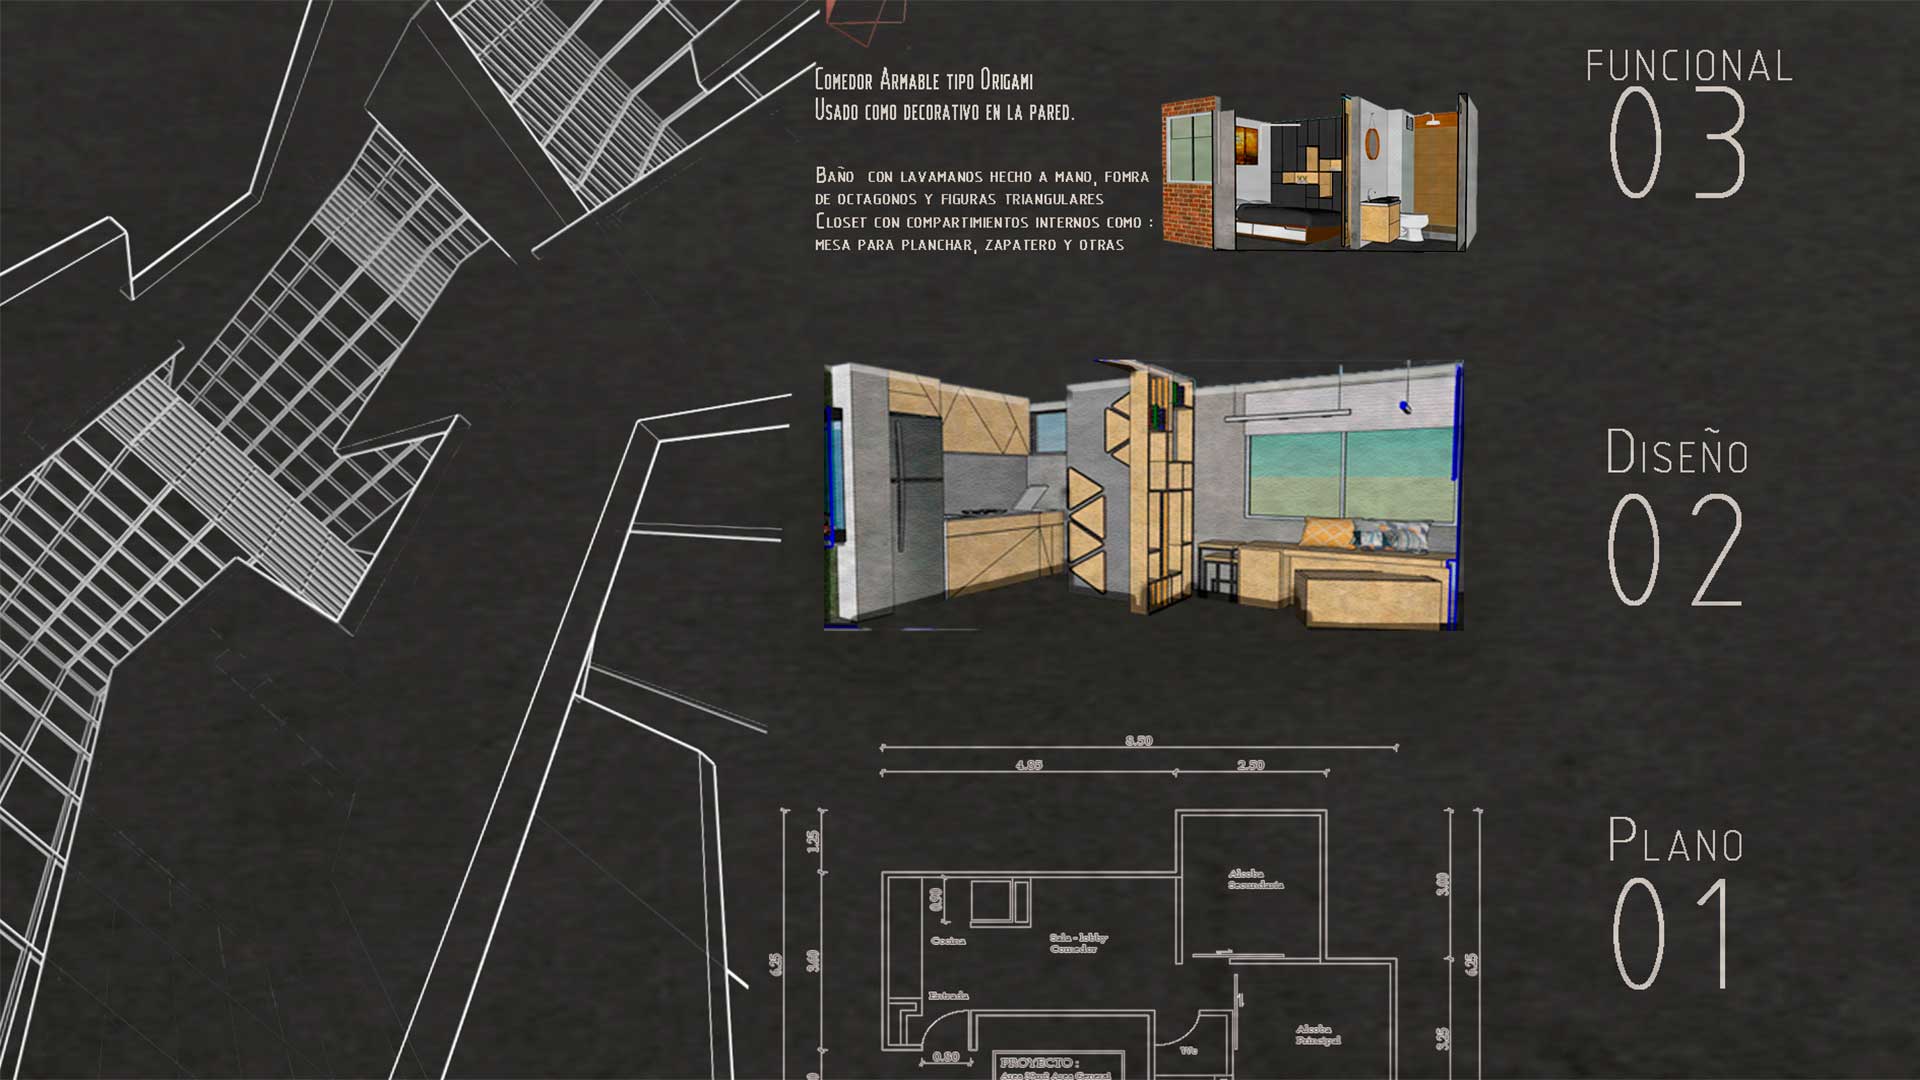 Comedor Armable tipo Origami
Usado como decorativo en la pared.
Baño con lavamanos hecho a mano, fomra
de octagonos y figuras triangulares
Closet con compartimientos internos como :
mesa para planchar, zapatero y otras
FUNCIONAL
03
Diseño
02
Plano
01
8.50
4.95
2.50
1.25
3.60
6.25
0.90
Cocina
Sala - lobby
Comedor
Alcoba
Secundaria
Entrada
0.80
Wc
Alcoba
Principal
3.00
6.25
3.25
PROYECTO :